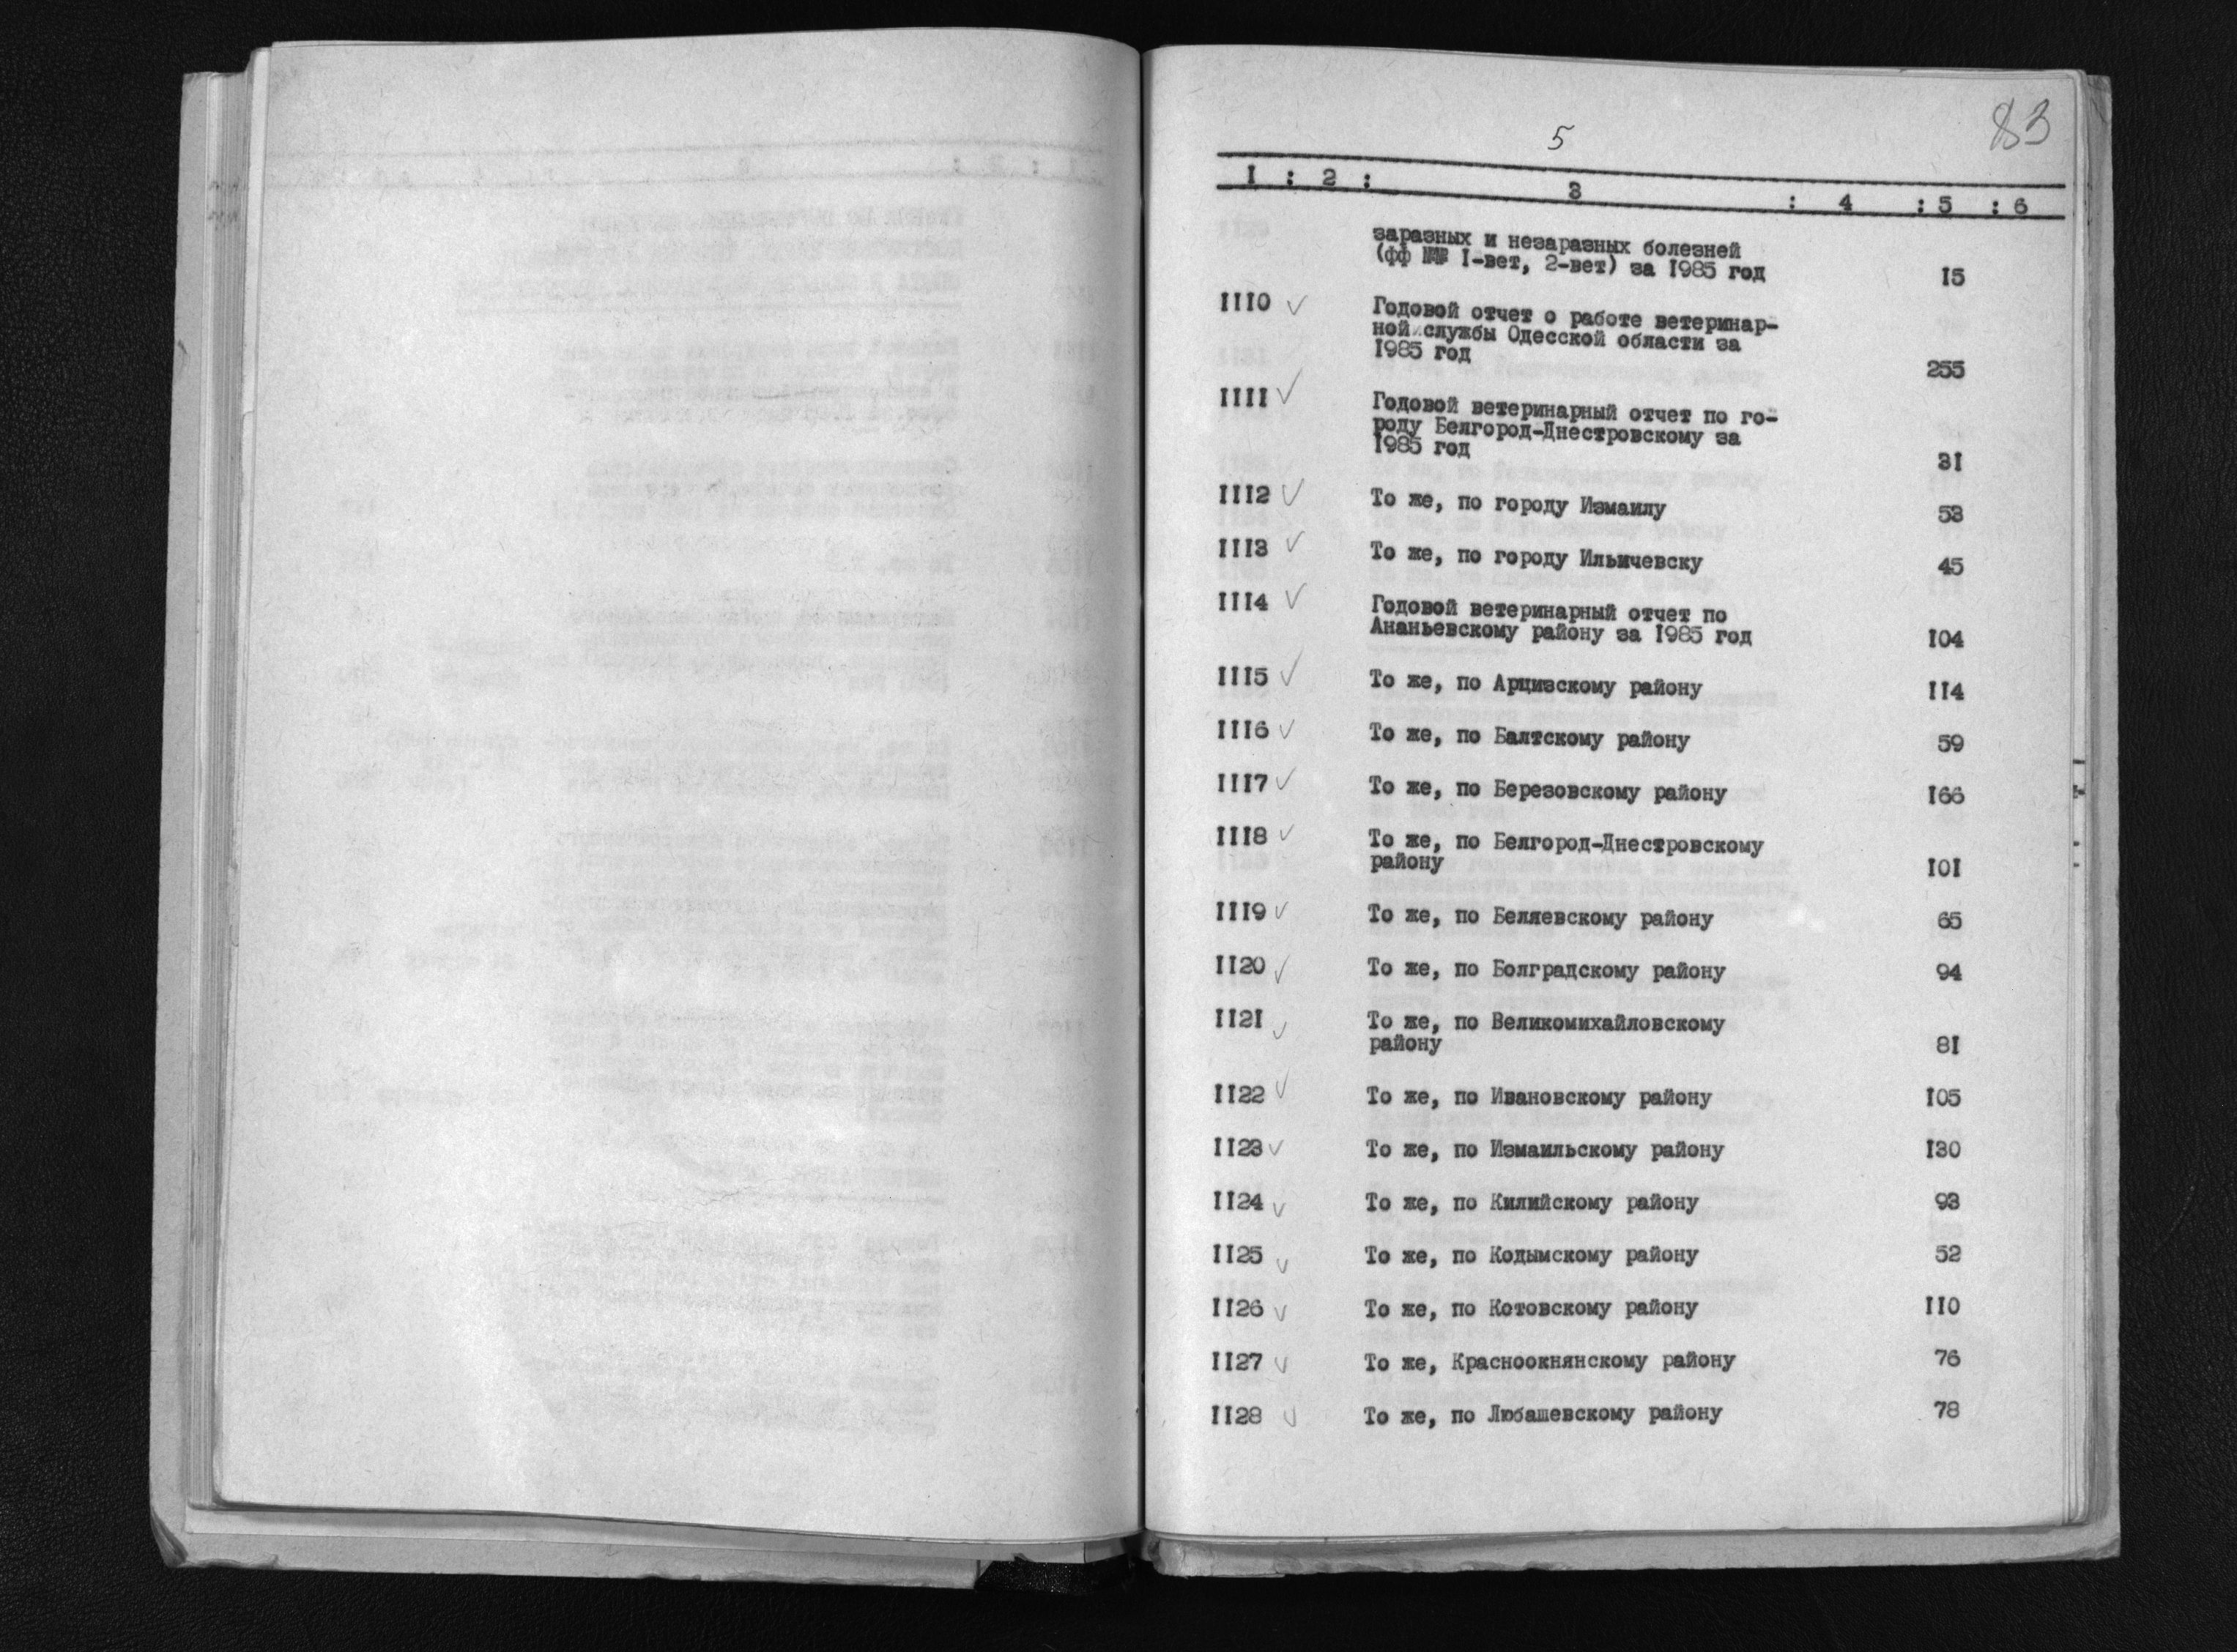 83
5
1 : 2 : 3 : 4 : 5 : 6
заразных и незаразных болезней
(фф №№ 1-вет, 2-вет) за 1985 год 15
1110 ✓ Годовой отчет о работе ветеринар-
ной службы Одесской области за
1985 год 255
1111 ✓ Годовой ветеринарный отчет по го-
роду Белгород-Днестровскому за
1985 год 31
1112 ✓ То же, по городу Измаилу 53
1113 ✓ То же, по городу Ильичевску 45
1114 ✓ Годовой ветеринарный отчет по
Ананьевскому району за 1985 год 104
1115 ✓ То же, по Арцизскому району 114
1116 ✓ То же, по Балтскому району 59
1117 ✓ То же, по Березовскому району 166
1118 ✓ То же, по Белгород-Днестровскому
району 101
1119 ✓ То же, по Беляевскому району 65
1120 ✓ То же, по Болградскому району 94
1121 ✓ То же, по Великомихайловскому
району 81
1122 ✓ То же, по Ивановскому району 105
1123 ✓ То же, по Измаильскому району 130
1124 ✓ То же, по Килийскому району 93
1125 ✓ То же, по Кодымскому району 52
1126 ✓ То же, по Котовскому району 110
1127 ✓ То же, Красноокнянскому району 76
1128 ✓ То же, по Любашевскому району 78